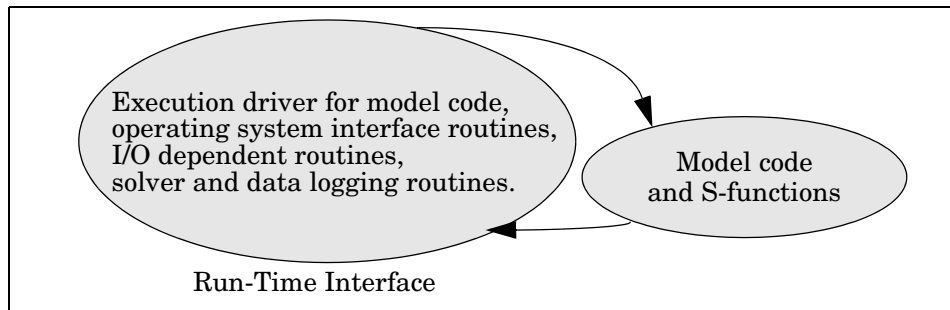 Execution driver for model code,
operating system interface routines,
I/O dependent routines,
solver and data logging routines.
Model code
and S-functions
Run-Time Interface